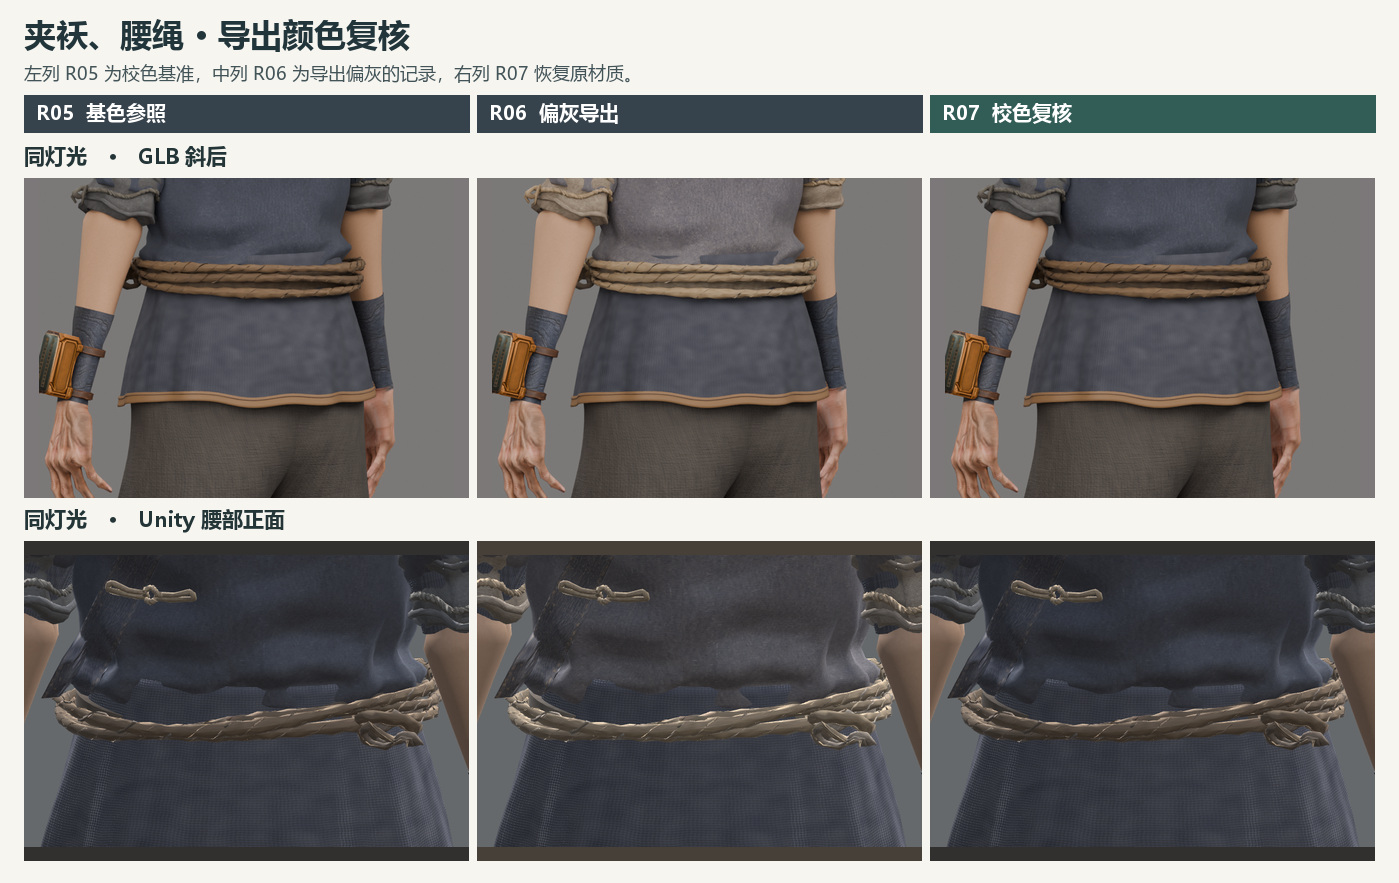 夹袄、腰绳・导出颜色复核
左列 R05 为校色基准，中列 R06 为导出偏灰的记录，右列 R07 恢复原材质。
R05 基色参照
R06 偏灰导出
R07 校色复核
同灯光 · GLB 斜后
同灯光 · Unity 腰部正面